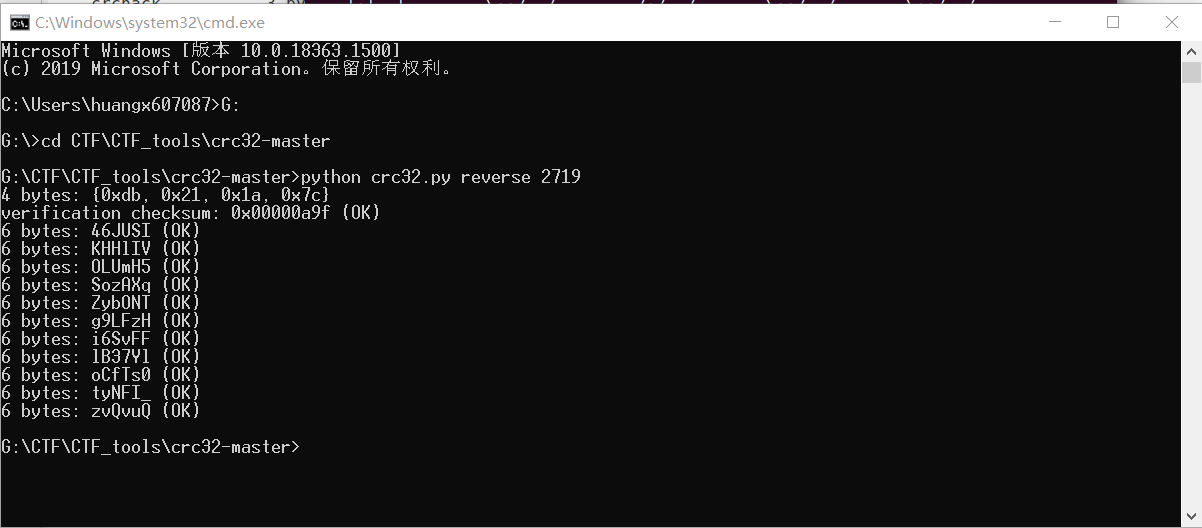 C:\Windows\system32\cmd.exe
Microsoft Windows [版本 10.0.18363.1500]
(c) 2019 Microsoft Corporation。保留所有权利。
C:\Users\huangx607087>G:
G:\>cd CTF\CTF_tools\crc32-master
G:\CTF\CTF_tools\crc32-master>python crc32.py reverse 2719
4 bytes: {0xdb, 0x21, 0x1a, 0x7c}
verification checksum: 0x00000a9f (OK)
6 bytes: 46JUSI (OK)
6 bytes: KHHlIV (OK)
6 bytes: OLUmH5 (OK)
6 bytes: SozAXq (OK)
6 bytes: ZybONT (OK)
6 bytes: g9LFzH (OK)
6 bytes: i6SvFF (OK)
6 bytes: lB37Yl (OK)
6 bytes: oCfTs0 (OK)
6 bytes: tyNFI_ (OK)
6 bytes: zvQvuQ (OK)
G:\CTF\CTF_tools\crc32-master>